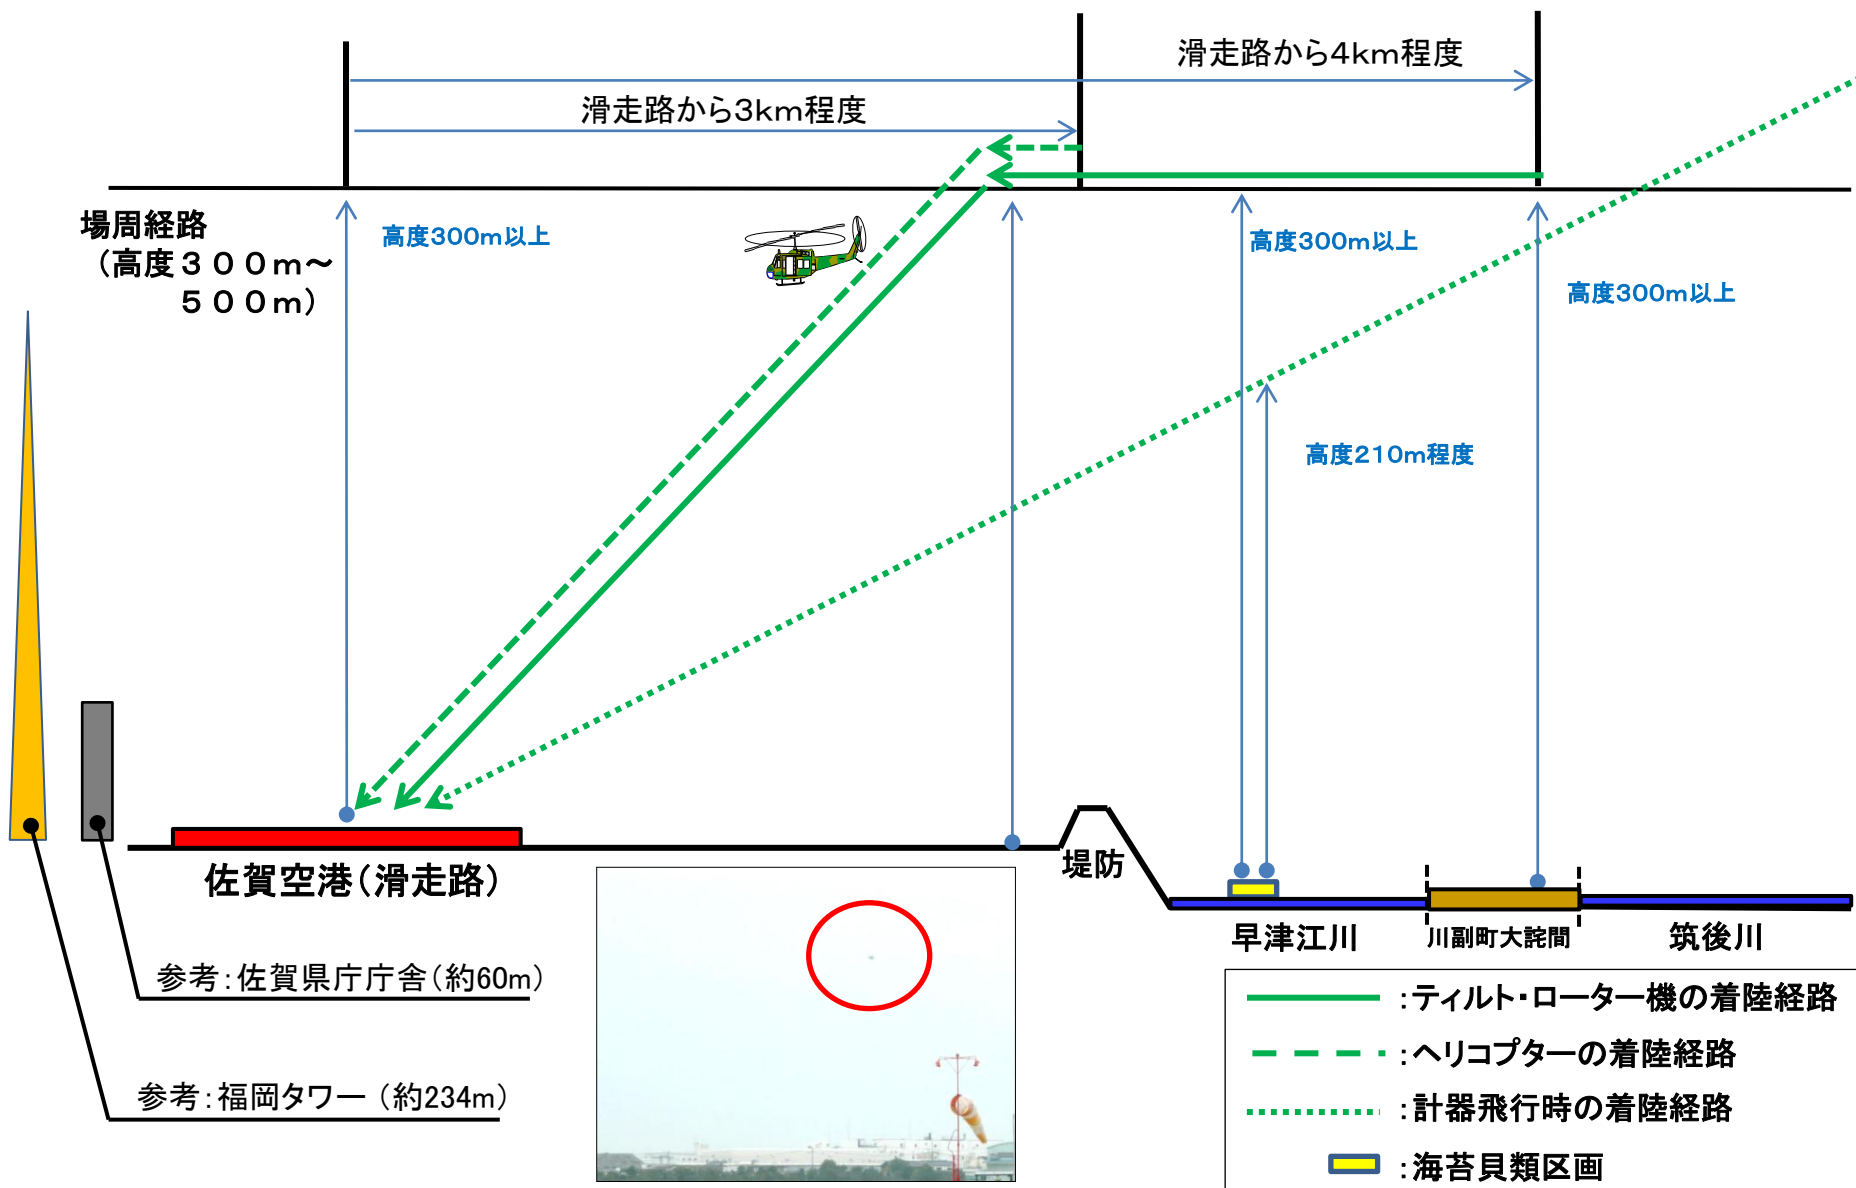 滑走路から4km程度
滑走路から3km程度
場周経路
（高度３００m～
５００m）
高度300m以上
高度300m以上
高度300m以上
高度210m程度
佐賀空港（滑走路）
堤防
早津江川
川副町大詫間
筑後川
参考：佐賀県庁庁舎（約60m）
参考：福岡タワー（約234m）
：ティルト・ローター機の着陸経路
：ヘリコプターの着陸経路
：計器飛行時の着陸経路
：海苔貝類区画